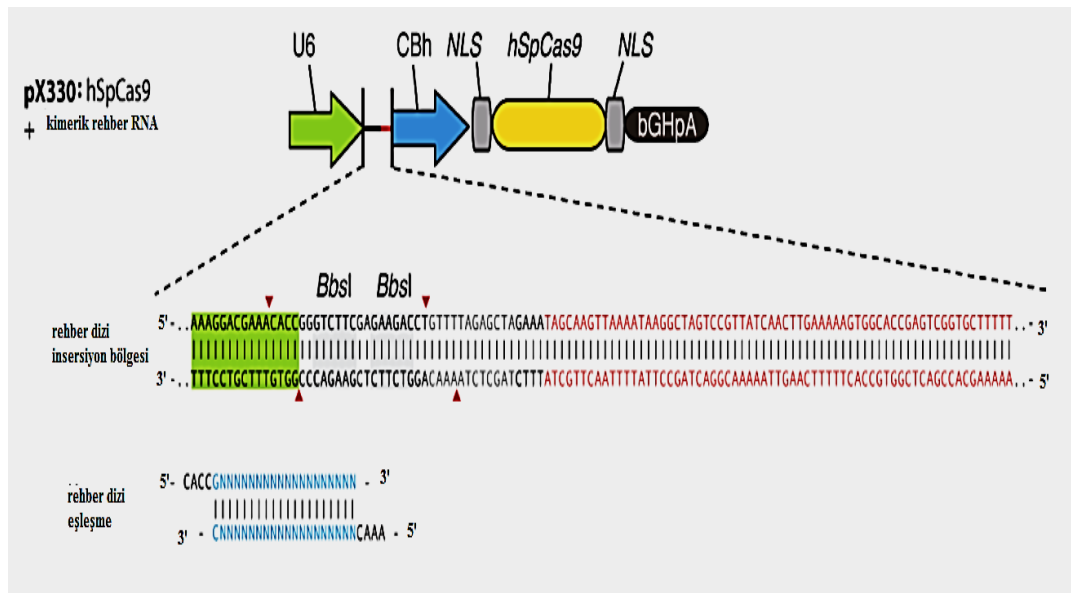 U6 CBh NLS hSpCas9 NLS
pX330: hSpCas9
+ kimerik rehber RNA
bGHpA
BbsI BbsI
rehber dizi
insersiyon bölgesi
5'-..AAAGGACGAAACACCGGGTCTTCGAGAAGACCTGTTTTAGAGCTAGAAATAGCAAGTTAAAATAAGGCTAGTCCGTTATCAACTTGAAAAAGTGGCACCGAGTCGGTGCTTTTT..- 3'
3'-..TTTCCTGCTTTGTGGCCCAGAAGCTCTTCTGGACAAAATCTCGATCTTTATCGTTCAATTTTATTCCGATCAGGCAAAAATTGAACTTTTTCACCGTGGCTCAGCCACGAAAAA..- 5'
rehber dizi
eşleşme
5'- CACCGNNNNNNNNNNNNNNNNNNN - 3'
3' - CNNNNNNNNNNNNNNNNNNNCAAA - 5'